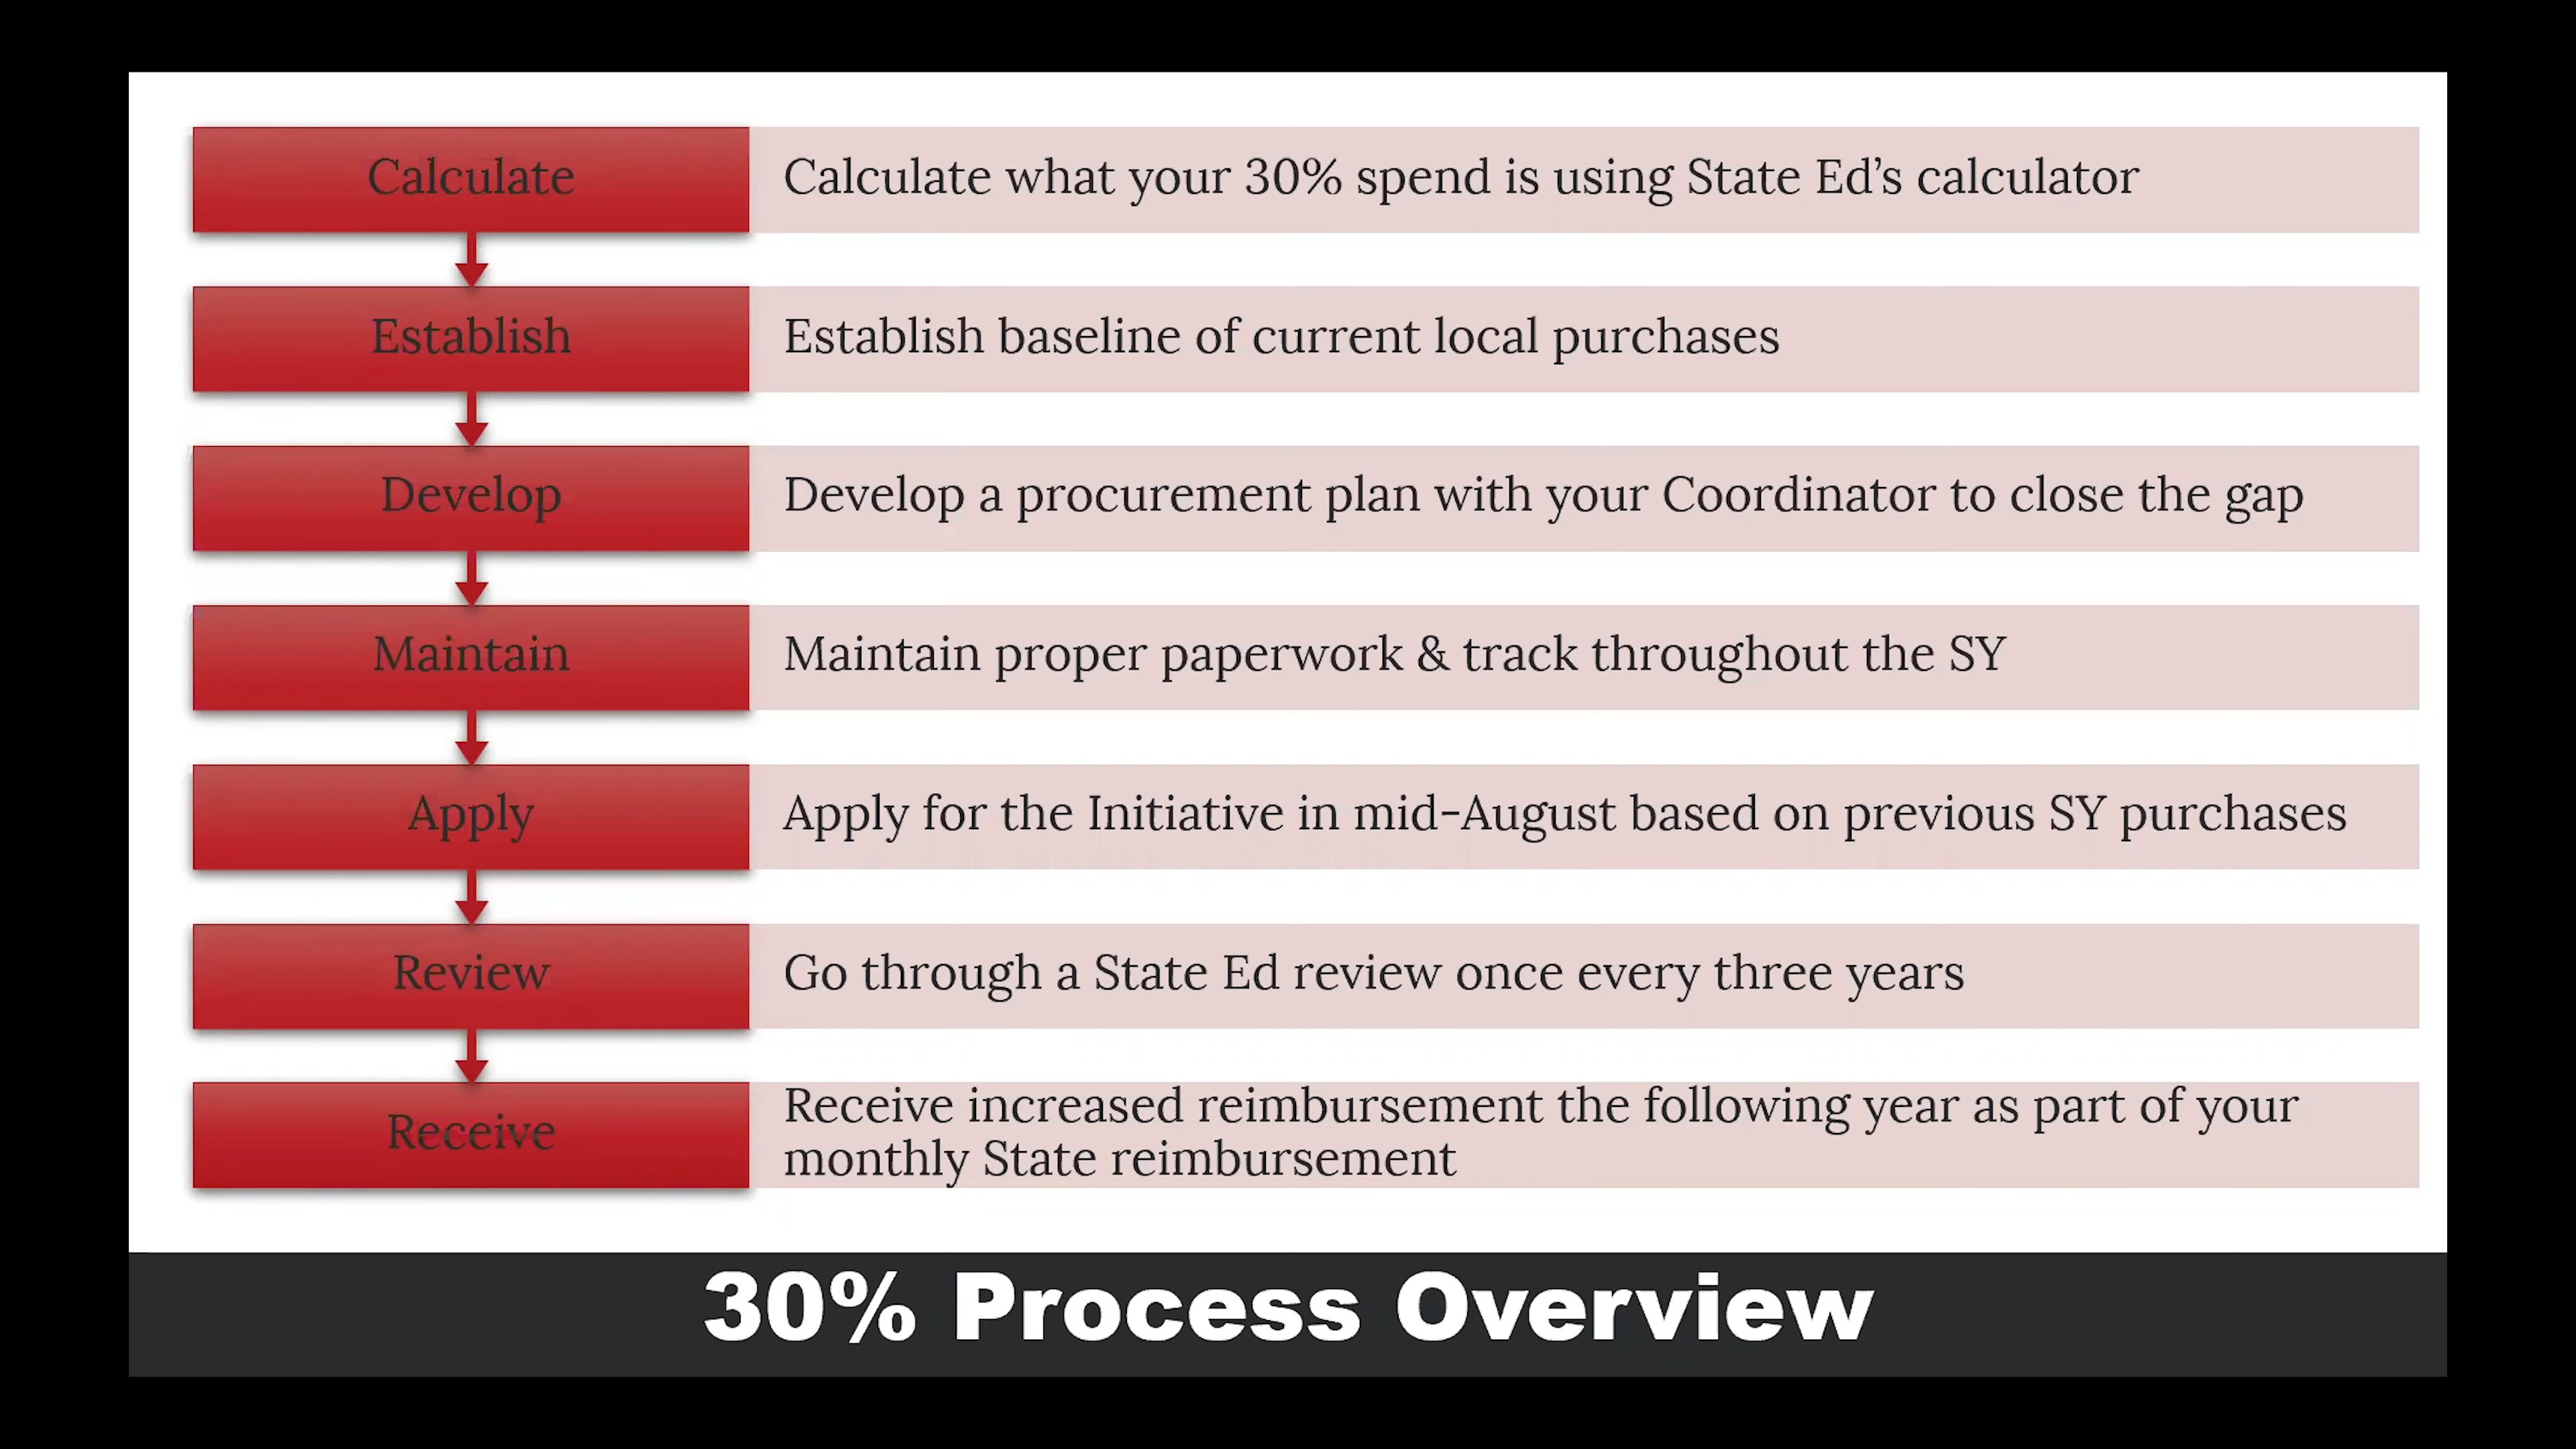 Calculate
Calculate what your 30% spend is using State Ed’s calculator
Establish
Establish baseline of current local purchases
Develop
Develop a procurement plan with your Coordinator to close the gap
Maintain
Maintain proper paperwork & track throughout the SY
Apply
Apply for the Initiative in mid-August based on previous SY purchases
Review
Go through a State Ed review once every three years
Receive
Receive increased reimbursement the following year as part of your
monthly State reimbursement
30% Process Overview